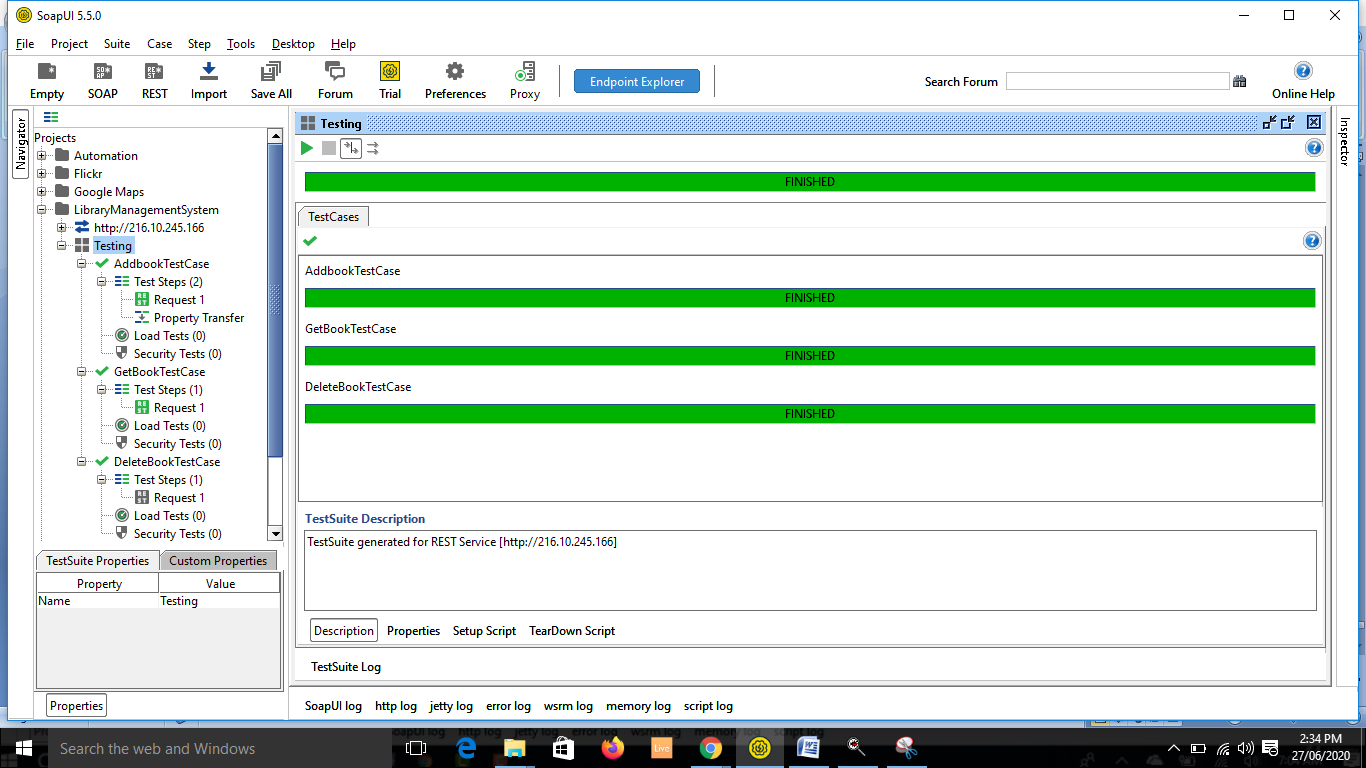 SoapUI 5.5.0
File Project Suite Case Step Tools Desktop Help
Empty SOAP REST Import Save All Forum Trial Preferences Proxy Endpoint Explorer Search Forum Online Help
Navigator
Projects
Automation
Flickr
Google Maps
LibraryManagementSystem
http://216.10.245.166
Testing
AddbookTestCase
Test Steps (2)
REST Request 1
Property Transfer
Load Tests (0)
Security Tests (0)
GetBookTestCase
Test Steps (1)
REST Request 1
Load Tests (0)
Security Tests (0)
DeleteBookTestCase
Test Steps (1)
REST Request 1
Load Tests (0)
Security Tests (0)
TestSuite Properties Custom Properties
Property Value
Name Testing
Properties
Testing
FINISHED
TestCases
AddbookTestCase
FINISHED
GetBookTestCase
FINISHED
DeleteBookTestCase
FINISHED
TestSuite Description
TestSuite generated for REST Service [http://216.10.245.166]
Description Properties Setup Script TearDown Script
TestSuite Log
SoapUI log http log jetty log error log wsrm log memory log script log
Inspector
Search the web and Windows
Live
2:34 PM
27/06/2020